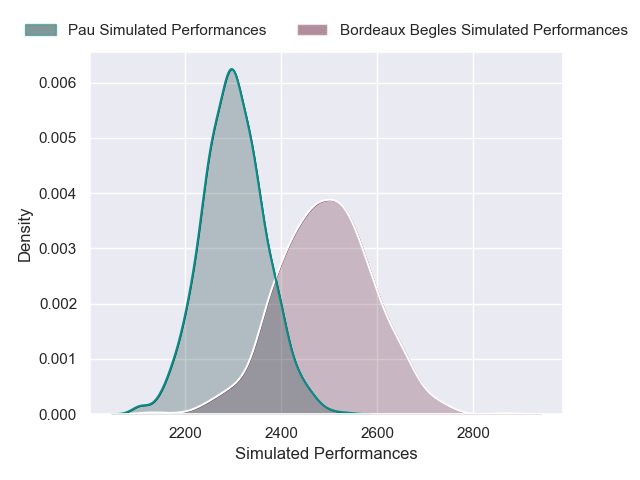 Pau Simulated Performances Bordeaux Begles Simulated Performances
0.006
0.005
0.004
0.003
0.002
0.001
0.000
Density
2200 2400 2600 2800
Simulated Performances